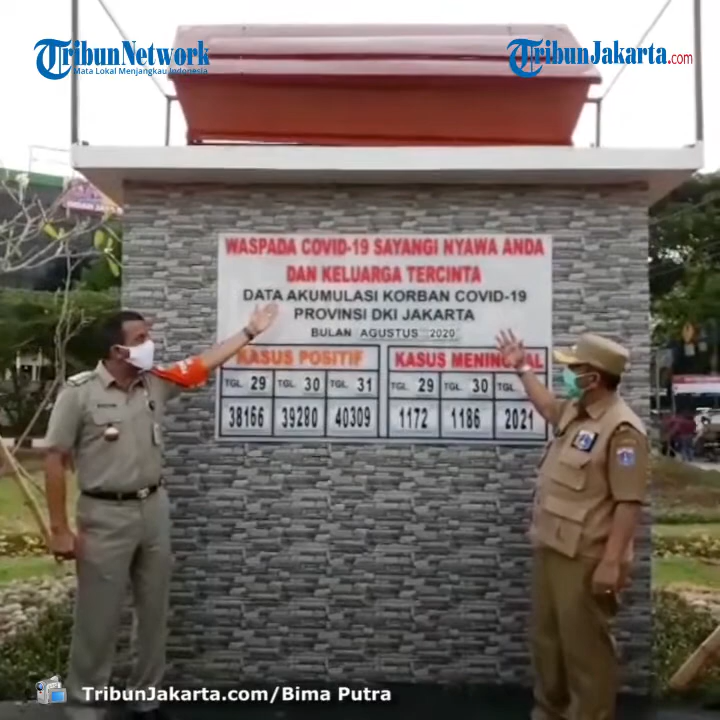 TribunNetwork
Mata Lokal Menjangkau Indonesia
TribunJakarta.com
WASPADA COVID-19 SAYANGI NYAWA ANDA
DAN KELUARGA TERCINTA
DATA AKUMULASI KORBAN COVID-19
PROVINSI DKI JAKARTA
BULAN AGUSTUS 2020
KASUS POSITIF KASUS MENINGGAL
TGL 29 TGL 30 TGL 31 TGL 29 TGL 30 TGL
38166 39280 40309 1172 1186 2021
TribunJakarta.com/Bima Putra